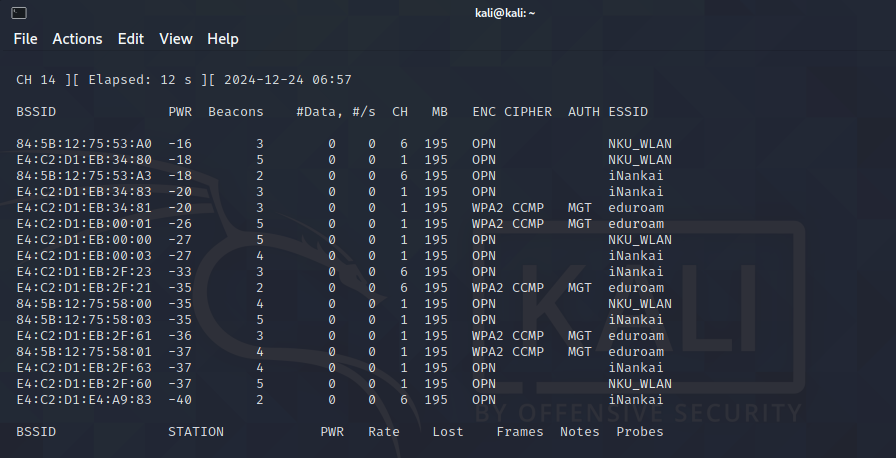 kali@kali: ~
File Actions Edit View Help
CH 14 ][ Elapsed: 12 s ][ 2024-12-24 06:57
BSSID PWR Beacons #Data, #/s CH MB ENC CIPHER AUTH ESSID
84:5B:12:75:53:A0 -16 3 0 0 6 195 OPN NKU_WLAN
E4:C2:D1:EB:34:80 -18 5 0 0 1 195 OPN NKU_WLAN
84:5B:12:75:53:A3 -18 2 0 0 6 195 OPN iNankai
E4:C2:D1:EB:34:83 -20 3 0 0 1 195 OPN iNankai
E4:C2:D1:EB:34:81 -20 3 0 0 1 195 WPA2 CCMP MGT eduroam
E4:C2:D1:EB:00:01 -26 5 0 0 1 195 WPA2 CCMP MGT eduroam
E4:C2:D1:EB:00:00 -27 5 0 0 1 195 OPN NKU_WLAN
E4:C2:D1:EB:00:03 -27 4 0 0 1 195 OPN iNankai
E4:C2:D1:EB:2F:23 -33 3 0 0 6 195 OPN iNankai
E4:C2:D1:EB:2F:21 -35 2 0 0 6 195 WPA2 CCMP MGT eduroam
84:5B:12:75:58:00 -35 4 0 0 1 195 OPN NKU_WLAN
84:5B:12:75:58:03 -35 5 0 0 1 195 OPN iNankai
E4:C2:D1:EB:2F:61 -36 3 0 0 1 195 WPA2 CCMP MGT eduroam
84:5B:12:75:58:01 -37 4 0 0 1 195 WPA2 CCMP MGT eduroam
E4:C2:D1:EB:2F:63 -37 4 0 0 1 195 OPN iNankai
E4:C2:D1:EB:2F:60 -37 5 0 0 1 195 OPN NKU_WLAN
E4:C2:D1:E4:A9:83 -40 2 0 0 6 195 OPN iNankai
BSSID STATION PWR Rate Lost Frames Notes Probes
KALI
BY OFFENSIVE SECURITY